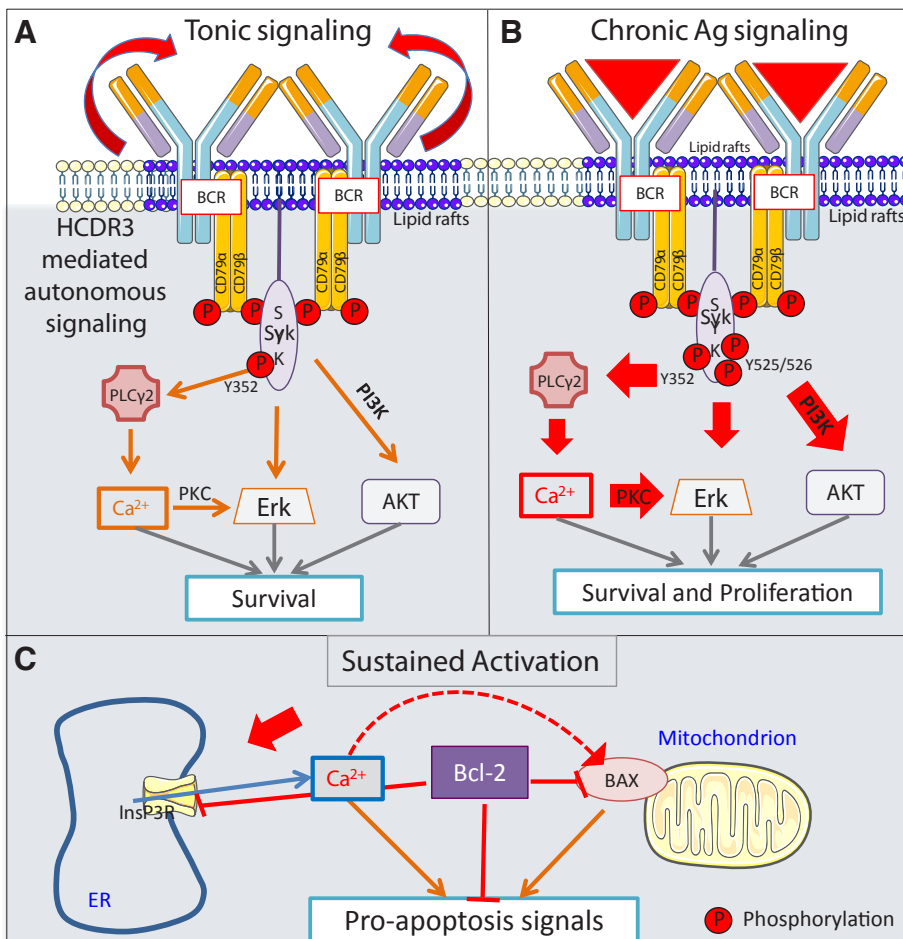 A
Tonic signaling
BCR
BCR
Lipid rafts
HCDR3
mediated
autonomous
signaling
CD79α
CD79β
CD79α
CD79β
P
P
P
P
Syk
S
Y
K
P
Y352
PLCγ2
PI3K
Ca²⁺
PKC
Erk
AKT
Survival
B
Chronic Ag signaling
Lipid rafts
BCR
BCR
Lipid rafts
CD79α
CD79β
CD79α
CD79β
P
P
P
P
Syk
S
Y
K
P
P
P
Y352
Y525/526
PLCγ2
PI3K
Ca²⁺
PKC
Erk
AKT
Survival and Proliferation
C
Sustained Activation
Mitochondrion
Ca²⁺
Bcl-2
BAX
InsP3R
ER
Pro-apoptosis signals
P Phosphorylation